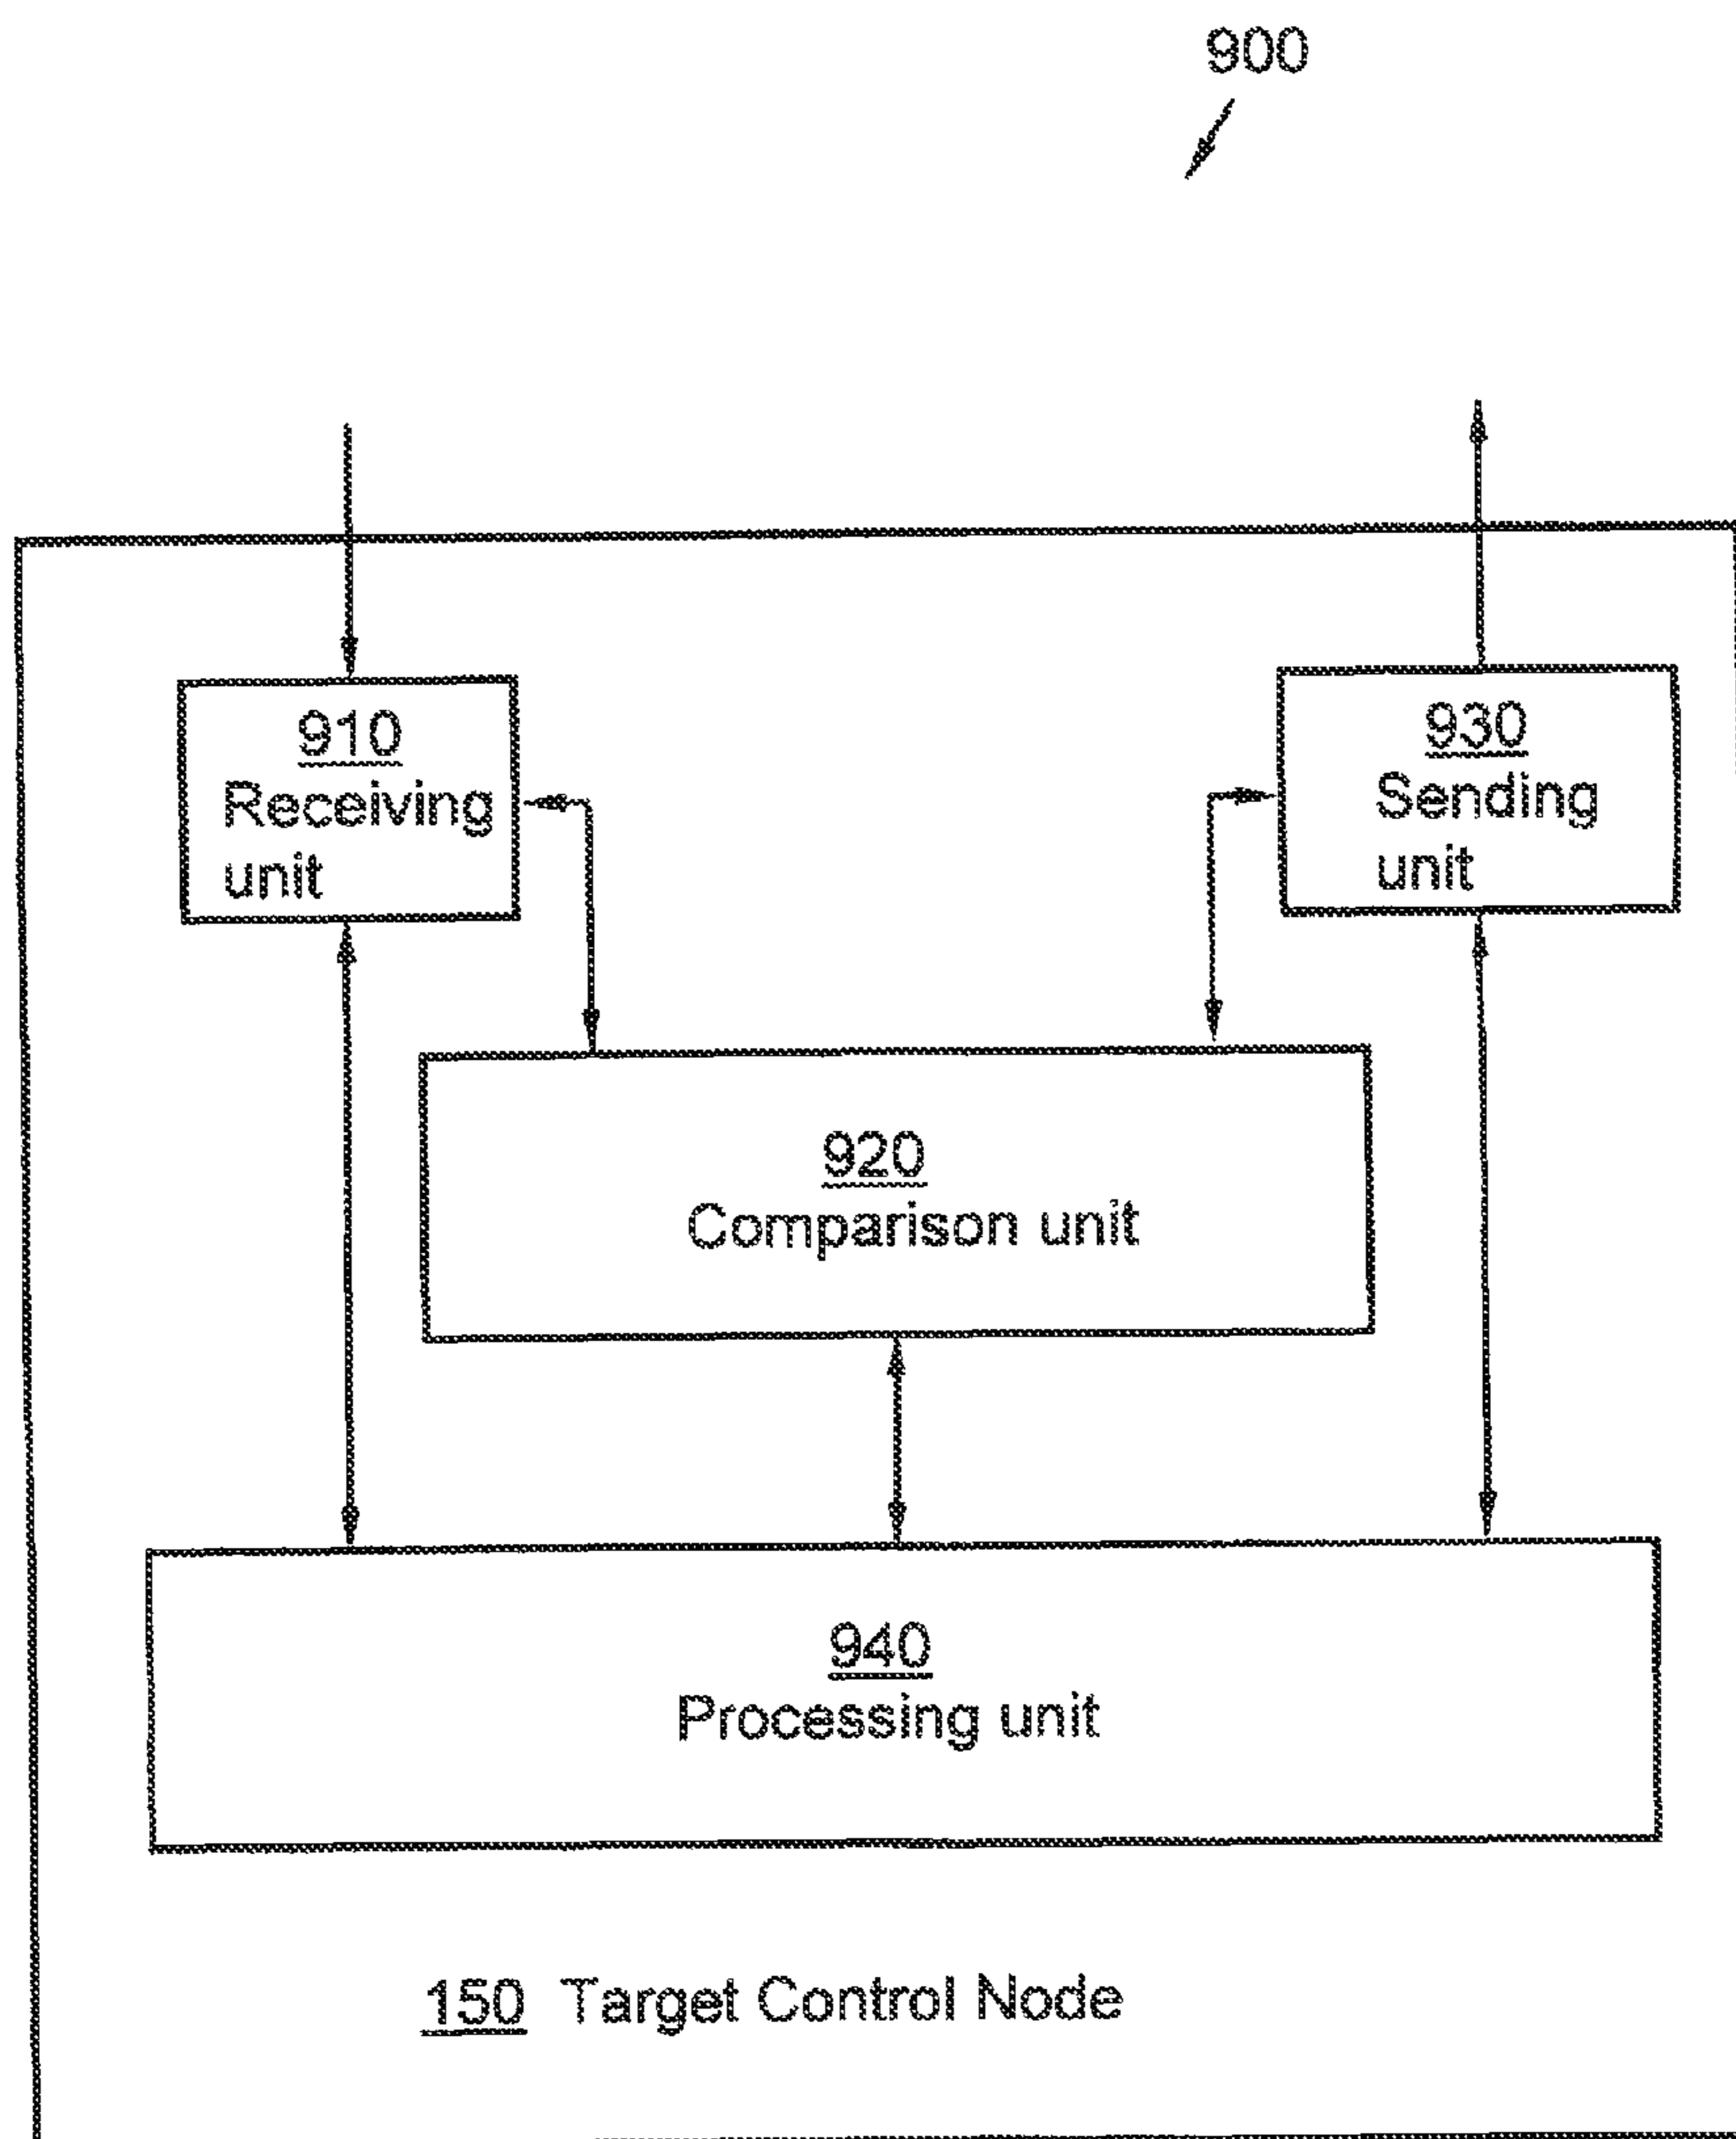 900
910
Receiving
unit
930
Sending
unit
920
Comparison unit
940
Processing unit
150 Target Control Node